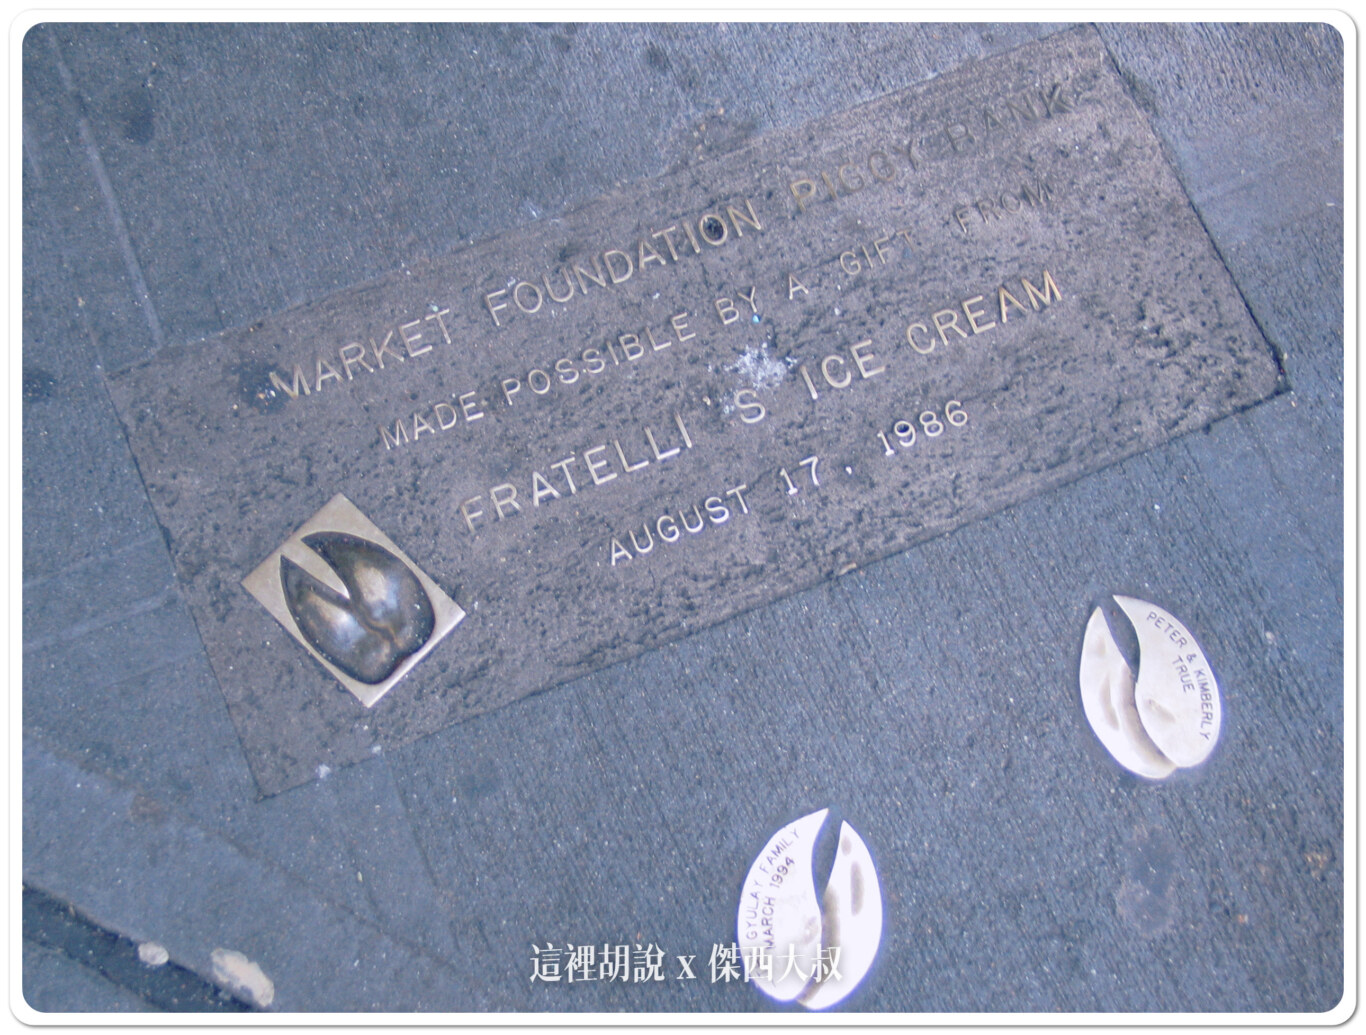 MARKET FOUNDATION PIGGY BANK
MADE POSSIBLE BY A GIFT FROM
FRATELLI'S ICE CREAM
AUGUST 17, 1986
PETER & KIMBERLY
TRUE
GYULAY FAMILY
MARCH 1994
這裡胡說 x 傑西大叔